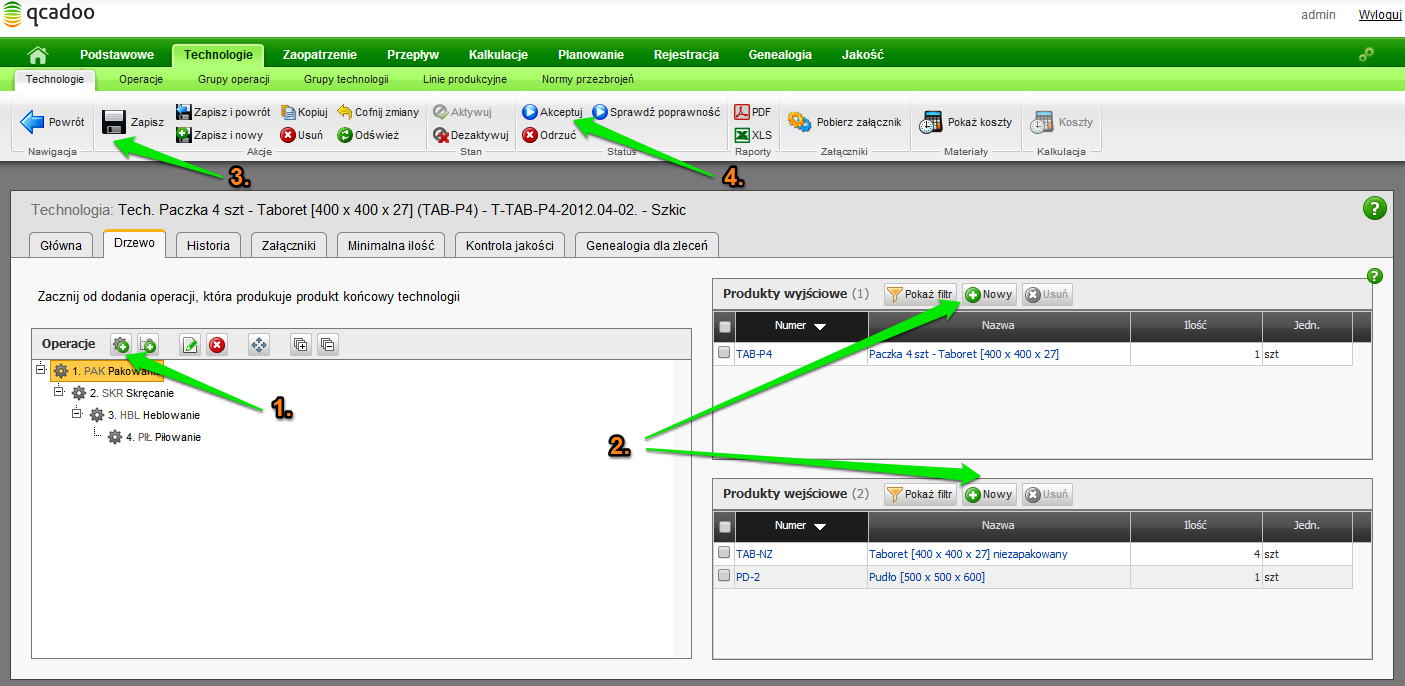 qcadoo
admin Wyloguj
Podstawowe Technologie Zaopatrzenie Przepływ Kalkulacje Planowanie Rejestracja Genealogia Jakość
Technologie Operacje Grupy operacji Grupy technologii Linie produkcyjne Normy przezbrojeń
Powrót Zapisz Zapisz i powrót Kopiuj Cofnij zmiany Aktywuj Akceptuj Sprawdź poprawność PDF Pobierz załącznik Pokaż koszty Koszty
Zapisz i nowy Usuń Odśwież Dezaktywuj Odrzuć XLS
Nawigacja Akcje Stan Status Raporty Załączniki Materiały Kalkulacja
3. 4.
Technologia: Tech. Paczka 4 szt - Taboret [400 x 400 x 27] (TAB-P4) - T-TAB-P4-2012.04-02. - Szkic ?
Główna Drzewo Historia Załączniki Minimalna ilość Kontrola jakości Genealogia dla zleceń
?
Zacznij od dodania operacji, która produkuje produkt końcowy technologii
Operacje
1. PAK Pakowanie
2. SKR Skręcanie
3. HBL Heblowanie
4. PIŁ Piłowanie
1.
2.
Produkty wyjściowe (1) Pokaż filtr Nowy Usuń
Numer Nazwa Ilość Jedn.
TAB-P4 Paczka 4 szt - Taboret [400 x 400 x 27] 1 szt
Produkty wejściowe (2) Pokaż filtr Nowy Usuń
Numer Nazwa Ilość Jedn.
TAB-NZ Taboret [400 x 400 x 27] niezapakowany 4 szt
PD-2 Pudło [500 x 500 x 600] 1 szt